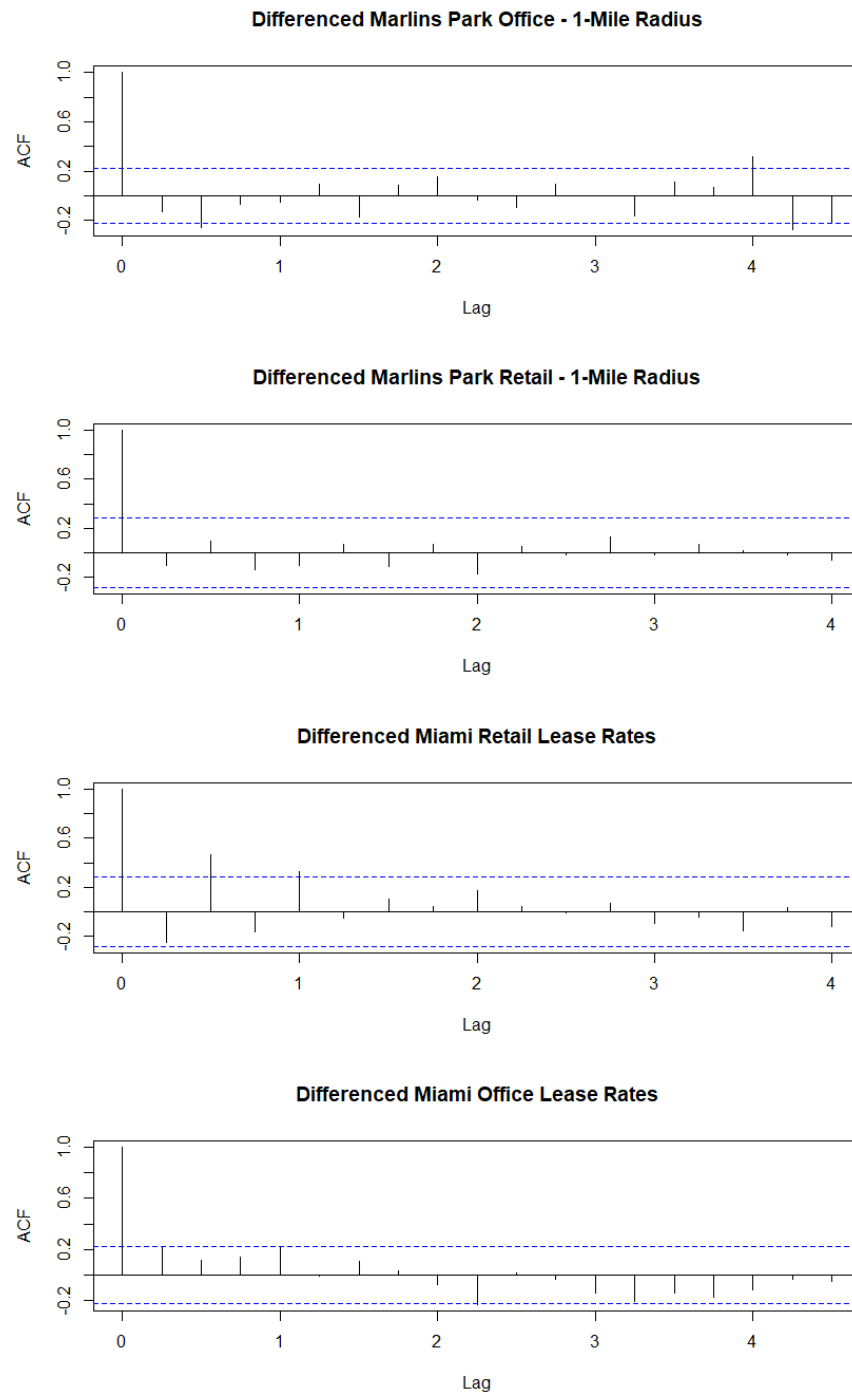 Differenced Marlins Park Office - 1-Mile Radius
1.0
0.6
0.2
-0.2
ACF
0 1 2 3 4
Lag
Differenced Marlins Park Retail - 1-Mile Radius
1.0
0.6
0.2
-0.2
ACF
0 1 2 3 4
Lag
Differenced Miami Retail Lease Rates
1.0
0.6
0.2
-0.2
ACF
0 1 2 3 4
Lag
Differenced Miami Office Lease Rates
1.0
0.6
0.2
-0.2
ACF
0 1 2 3 4
Lag